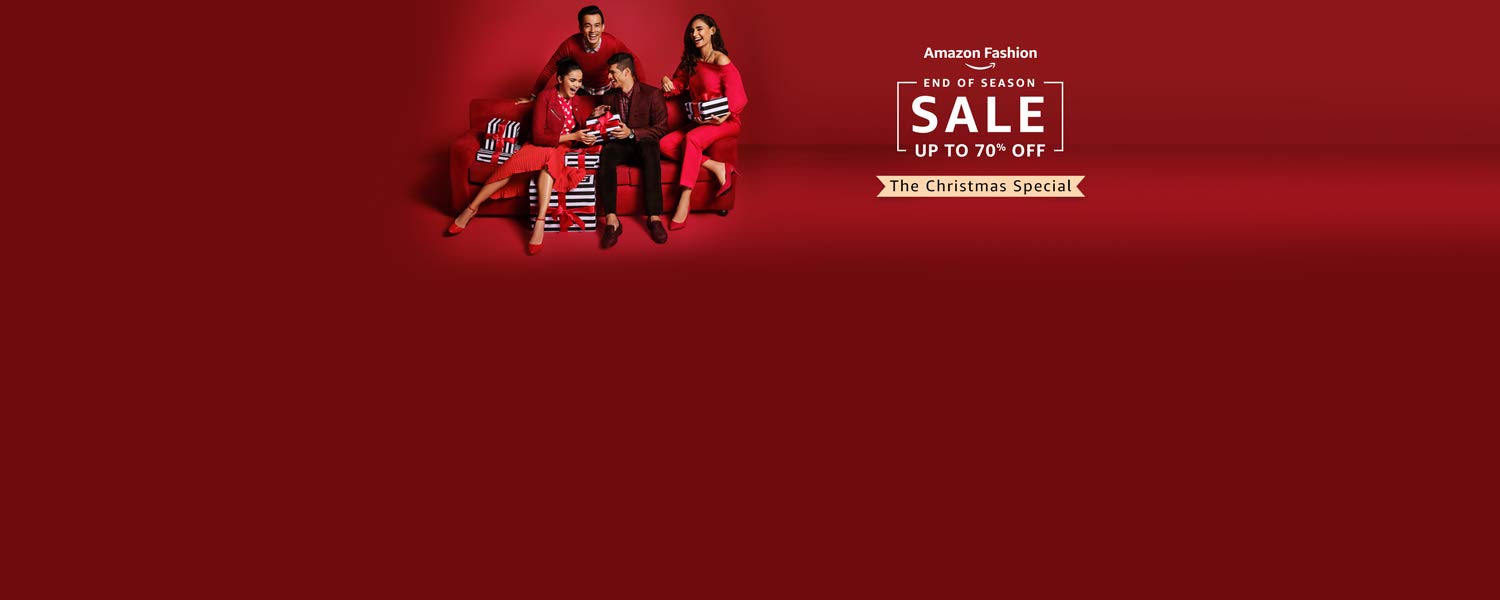 Amazon Fashion
END OF SEASON
SALE
UP TO 70% OFF
The Christmas Special